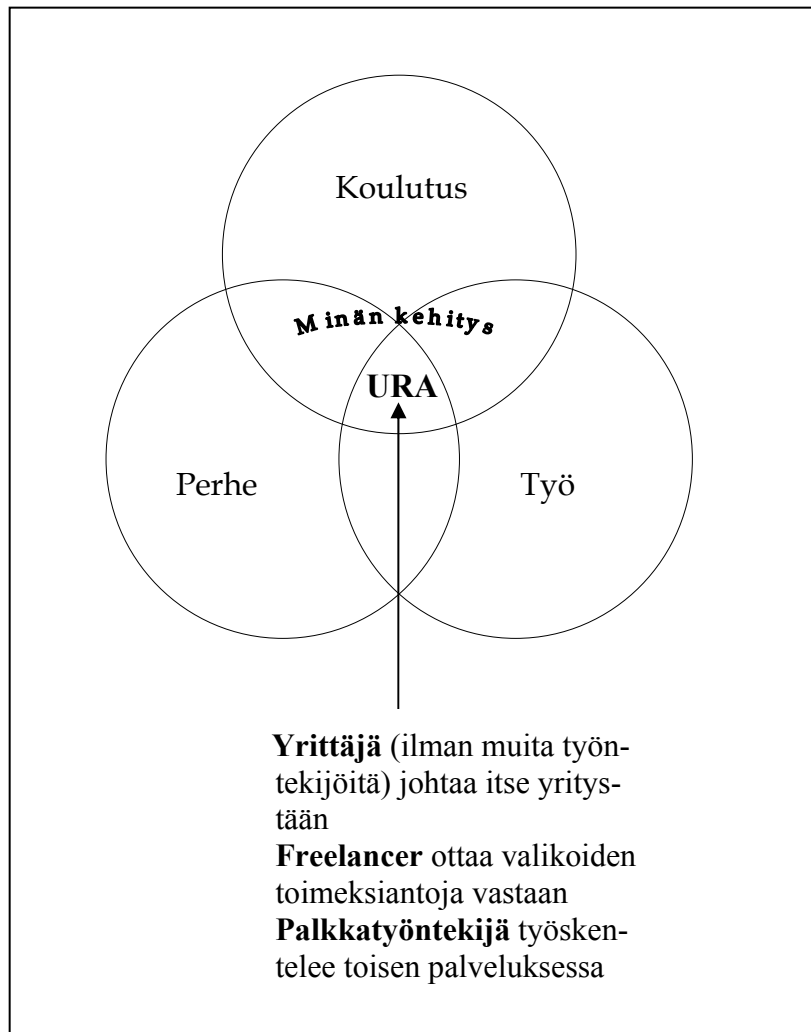 Koulutus
Minän kehitys
URA
Perhe
Työ
Yrittäjä (ilman muita työn-
tekijöitä) johtaa itse yritys-
tään
Freelancer ottaa valikoiden
toimeksiantoja vastaan
Palkkatyöntekijä työsken-
telee toisen palveluksessa